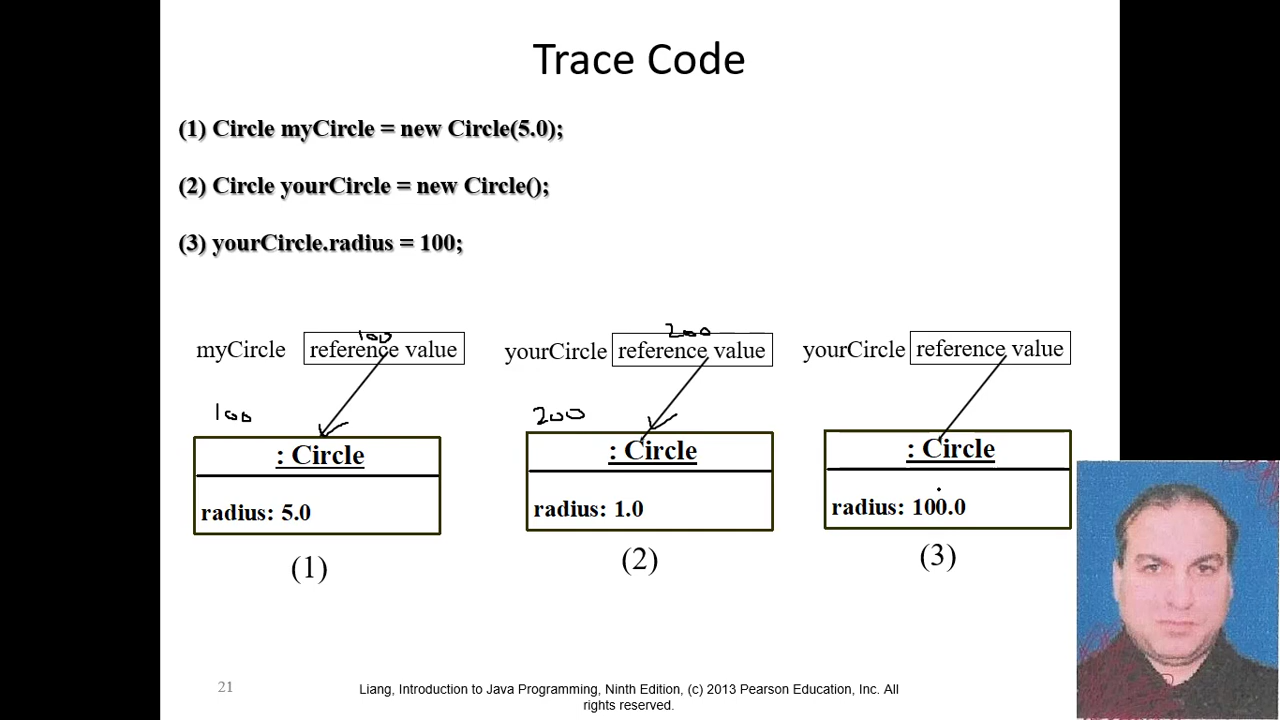 Trace Code
(1) Circle myCircle = new Circle(5.0);
(2) Circle yourCircle = new Circle();
(3) yourCircle.radius = 100;
100
200
myCircle reference value
yourCircle reference value
yourCircle reference value
100
200
: Circle
: Circle
: Circle
radius: 5.0
radius: 1.0
radius: 100.0
(1)
(2)
(3)
21
Liang, Introduction to Java Programming, Ninth Edition, (c) 2013 Pearson Education, Inc. All
rights reserved.